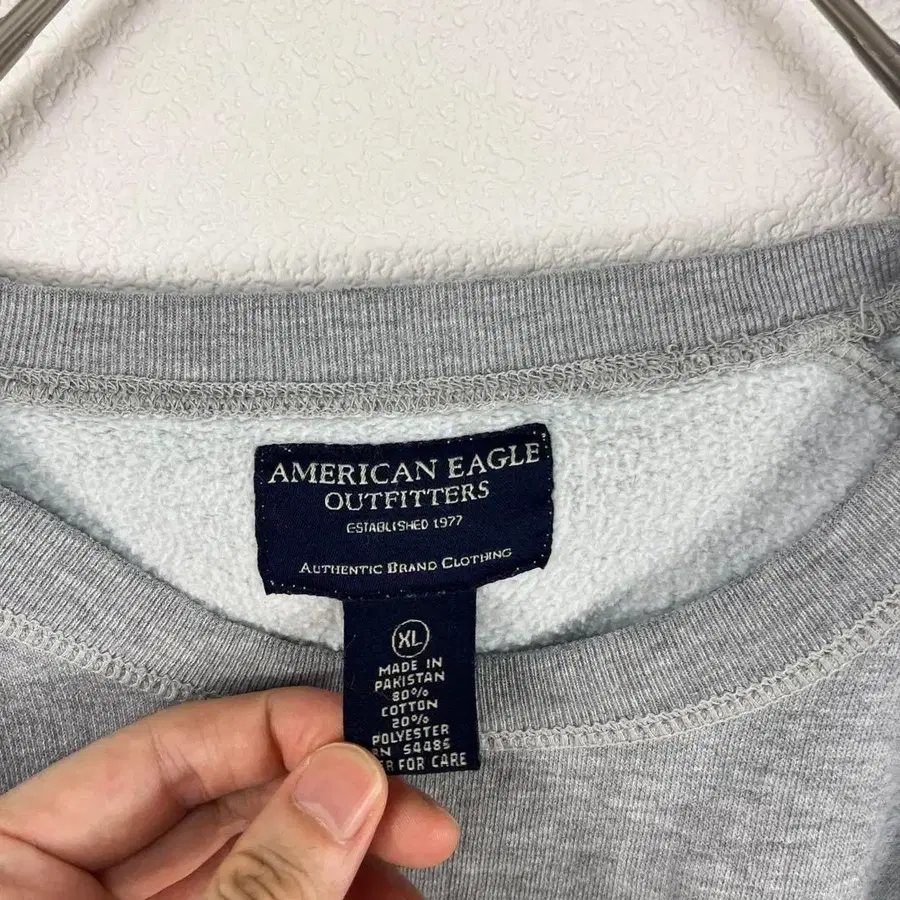 AMERICAN EAGLE
OUTFITTERS
ESTABLISHED 1977
AUTHENTIC BRAND CLOTHING
XL
MADE IN
PAKISTAN
80%
COTTON
20%
POLYESTER
54485
FOR CARE